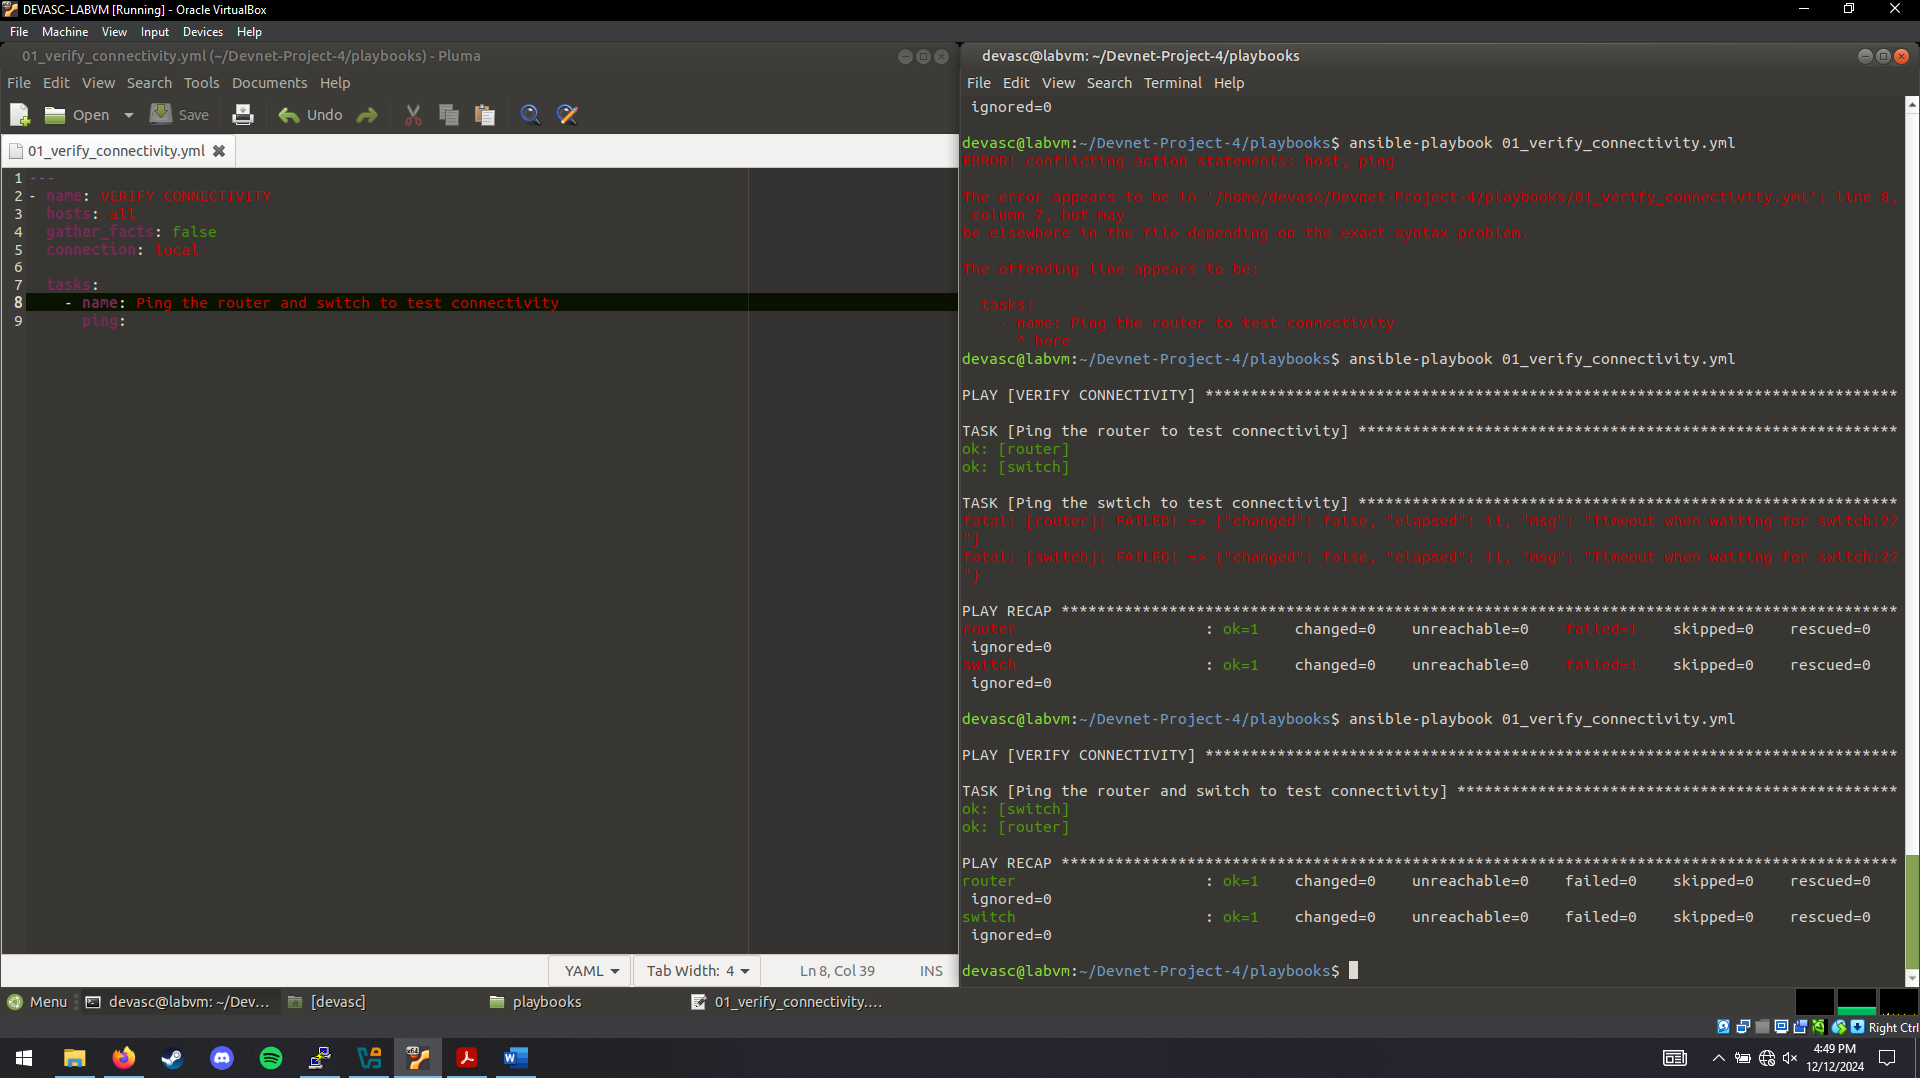 DEVASC-LABVM [Running] - Oracle VirtualBox
File Machine View Input Devices Help
01_verify_connectivity.yml (~/Devnet-Project-4/playbooks) - Pluma
File Edit View Search Tools Documents Help
Open Save Undo
01_verify_connectivity.yml
1 ---
2 - name: VERIFY CONNECTIVITY
3   hosts: all
4   gather_facts: false
5   connection: local
6
7   tasks:
8     - name: Ping the router and switch to test connectivity
9       ping:
YAML Tab Width: 4 Ln 8, Col 39 INS
devasc@labvm: ~/Devnet-Project-4/playbooks
File Edit View Search Terminal Help
 ignored=0
devasc@labvm:~/Devnet-Project-4/playbooks$ ansible-playbook 01_verify_connectivity.yml
ERROR! conflicting action statements: host, ping
The error appears to be in '/home/devasc/Devnet-Project-4/playbooks/01_verify_connectivity.yml': line 8,
 column 7, but may
be elsewhere in the file depending on the exact syntax problem.
The offending line appears to be:
  tasks:
    - name: Ping the router to test connectivity
      ^ here
devasc@labvm:~/Devnet-Project-4/playbooks$ ansible-playbook 01_verify_connectivity.yml
PLAY [VERIFY CONNECTIVITY] *****************************************************************************
TASK [Ping the router to test connectivity] ************************************************************
ok: [router]
ok: [switch]
TASK [Ping the swtich to test connectivity] ************************************************************
fatal: [router]: FAILED! => {"changed": false, "elapsed": 11, "msg": "Timeout when waiting for switch:22
"}
fatal: [switch]: FAILED! => {"changed": false, "elapsed": 11, "msg": "Timeout when waiting for switch:22
"}
PLAY RECAP *********************************************************************************************
router                     : ok=1    changed=0    unreachable=0    failed=1    skipped=0    rescued=0
 ignored=0
switch                     : ok=1    changed=0    unreachable=0    failed=1    skipped=0    rescued=0
 ignored=0
devasc@labvm:~/Devnet-Project-4/playbooks$ ansible-playbook 01_verify_connectivity.yml
PLAY [VERIFY CONNECTIVITY] *****************************************************************************
TASK [Ping the router and switch to test connectivity] *************************************************
ok: [switch]
ok: [router]
PLAY RECAP *********************************************************************************************
router                     : ok=1    changed=0    unreachable=0    failed=0    skipped=0    rescued=0
 ignored=0
switch                     : ok=1    changed=0    unreachable=0    failed=0    skipped=0    rescued=0
 ignored=0
devasc@labvm:~/Devnet-Project-4/playbooks$
Menu devasc@labvm: ~/Dev... [devasc] playbooks 01_verify_connectivity....
Right Ctrl
4:49 PM
12/12/2024